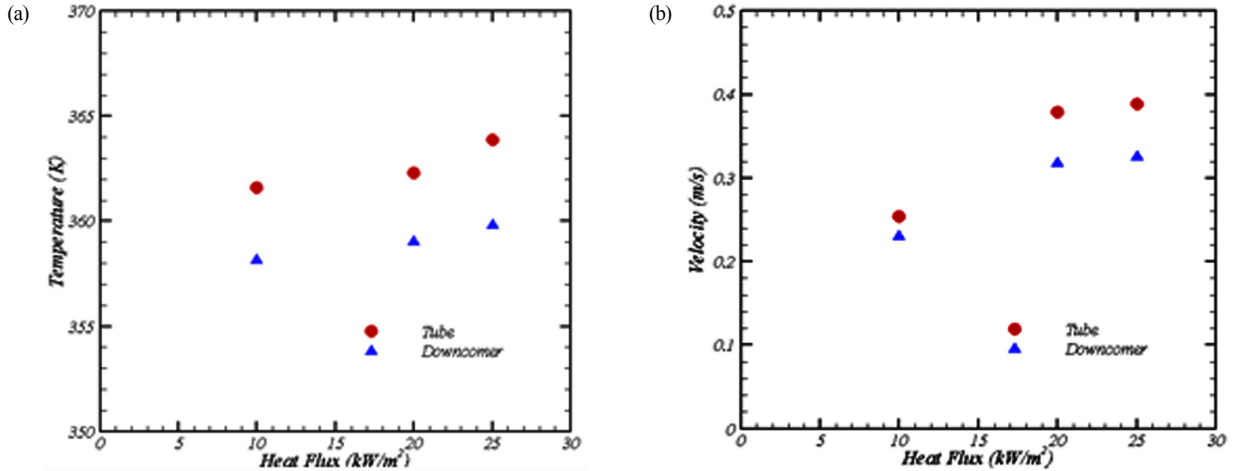 (a)
370
365
360
355
350
Temperature (K)
Tube
Downcomer
0 5 10 15 20 25 30
Heat Flux (kW/m²)
(b)
0.5
0.4
0.3
0.2
0.1
0
Velocity (m/s)
Tube
Downcomer
0 5 10 15 20 25 30
Heat Flux (kW/m²)